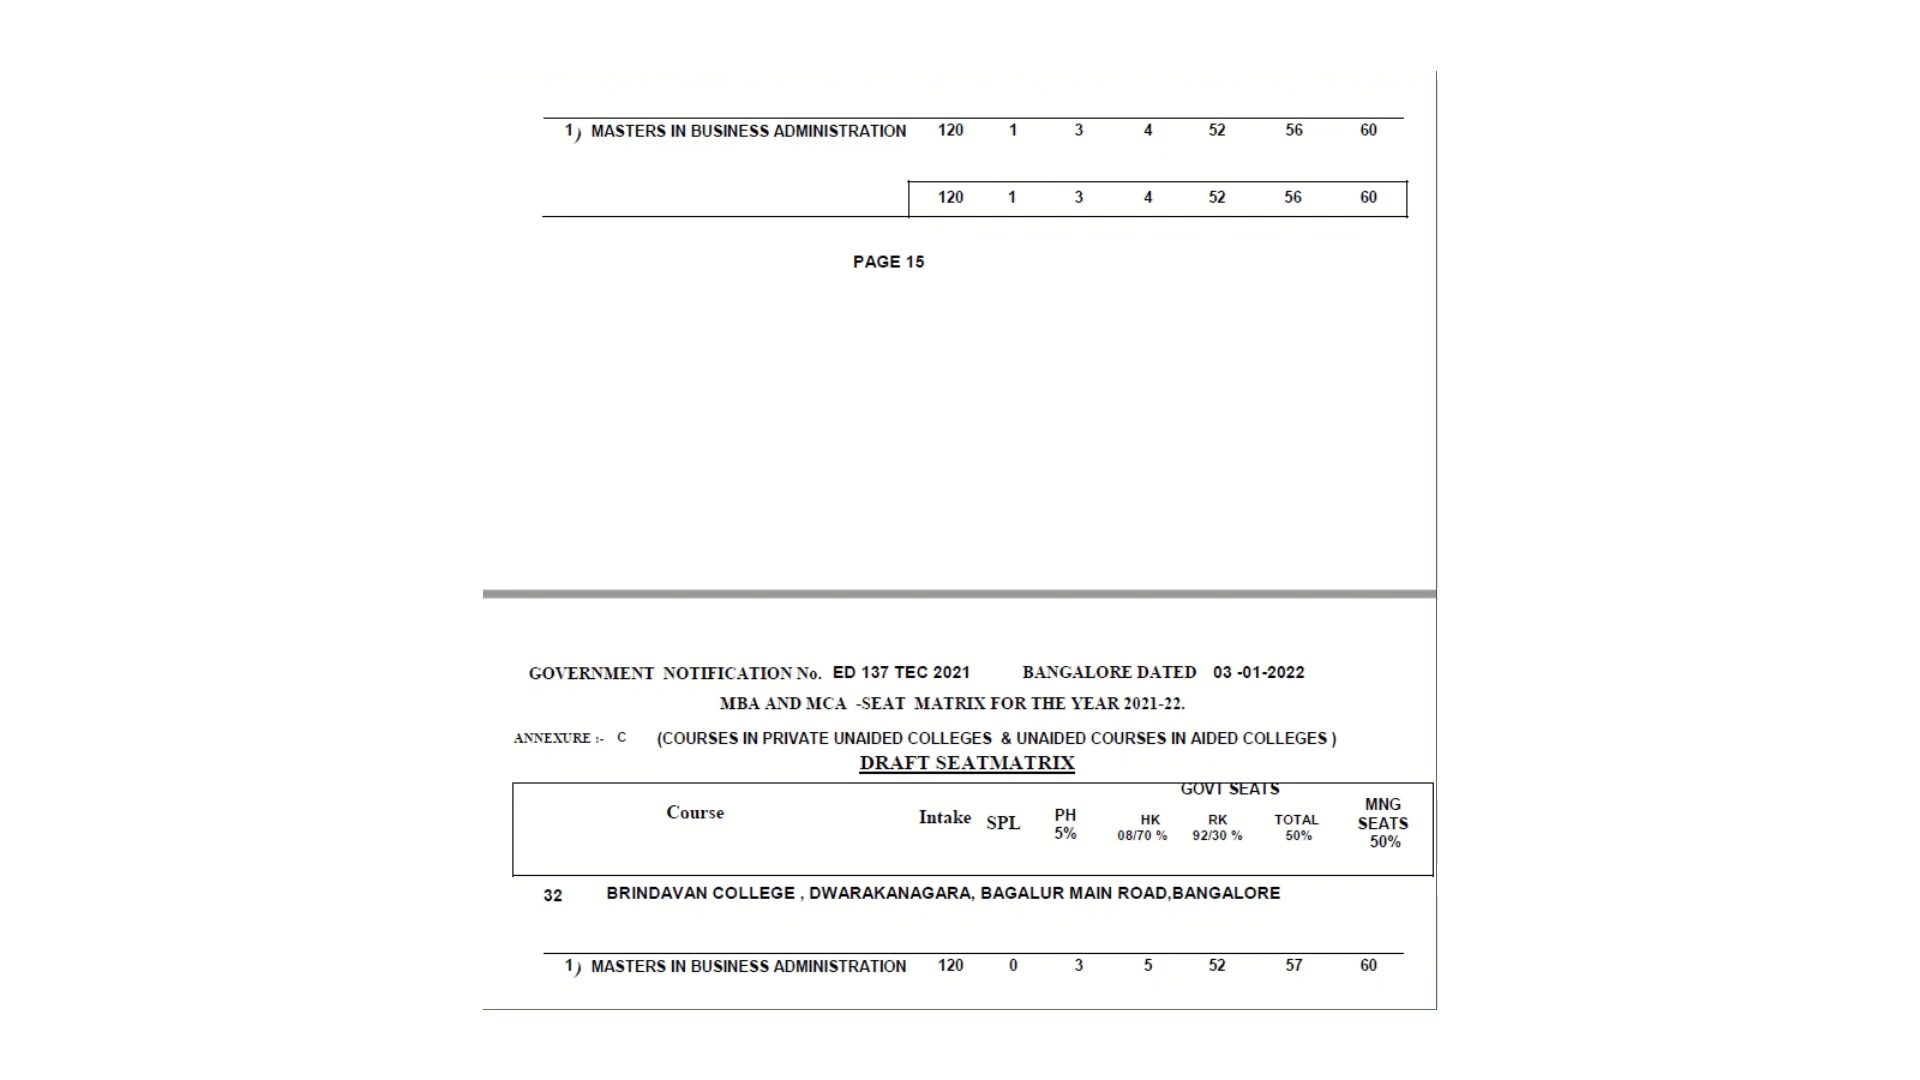 1) MASTERS IN BUSINESS ADMINISTRATION 120 1 3 4 52 56 60
120 1 3 4 52 56 60
PAGE 15
GOVERNMENT NOTIFICATION No. ED 137 TEC 2021 BANGALORE DATED 03 -01-2022
MBA AND MCA -SEAT MATRIX FOR THE YEAR 2021-22.
ANNEXURE :- C (COURSES IN PRIVATE UNAIDED COLLEGES & UNAIDED COURSES IN AIDED COLLEGES )
DRAFT SEATMATRIX
GOVT SEATS
Course Intake SPL PH 5% HK 08/70 % RK 92/30 % TOTAL 50% MNG SEATS 50%
32 BRINDAVAN COLLEGE , DWARAKANAGARA, BAGALUR MAIN ROAD,BANGALORE
1) MASTERS IN BUSINESS ADMINISTRATION 120 0 3 5 52 57 60